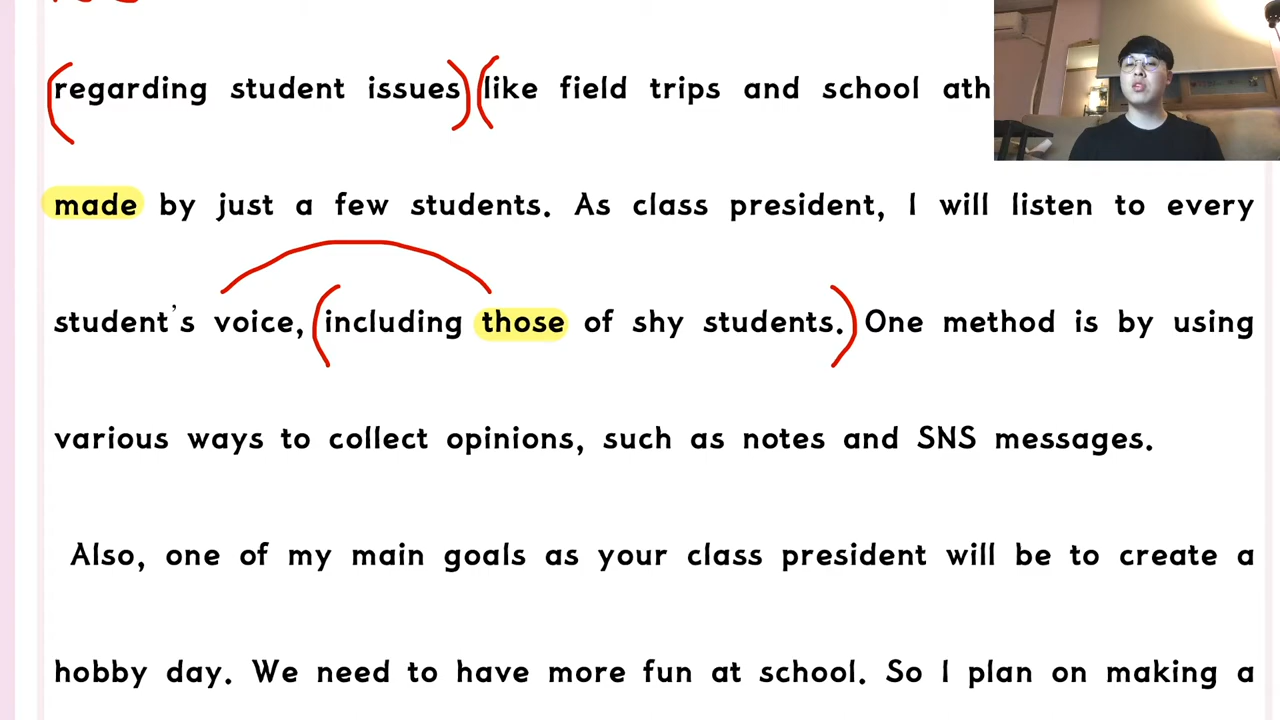 regarding student issues like field trips and school ath
made by just a few students. As class president, I will listen to every
student's voice, including those of shy students. One method is by using
various ways to collect opinions, such as notes and SNS messages.
Also, one of my main goals as your class president will be to create a
hobby day. We need to have more fun at school. So I plan on making a